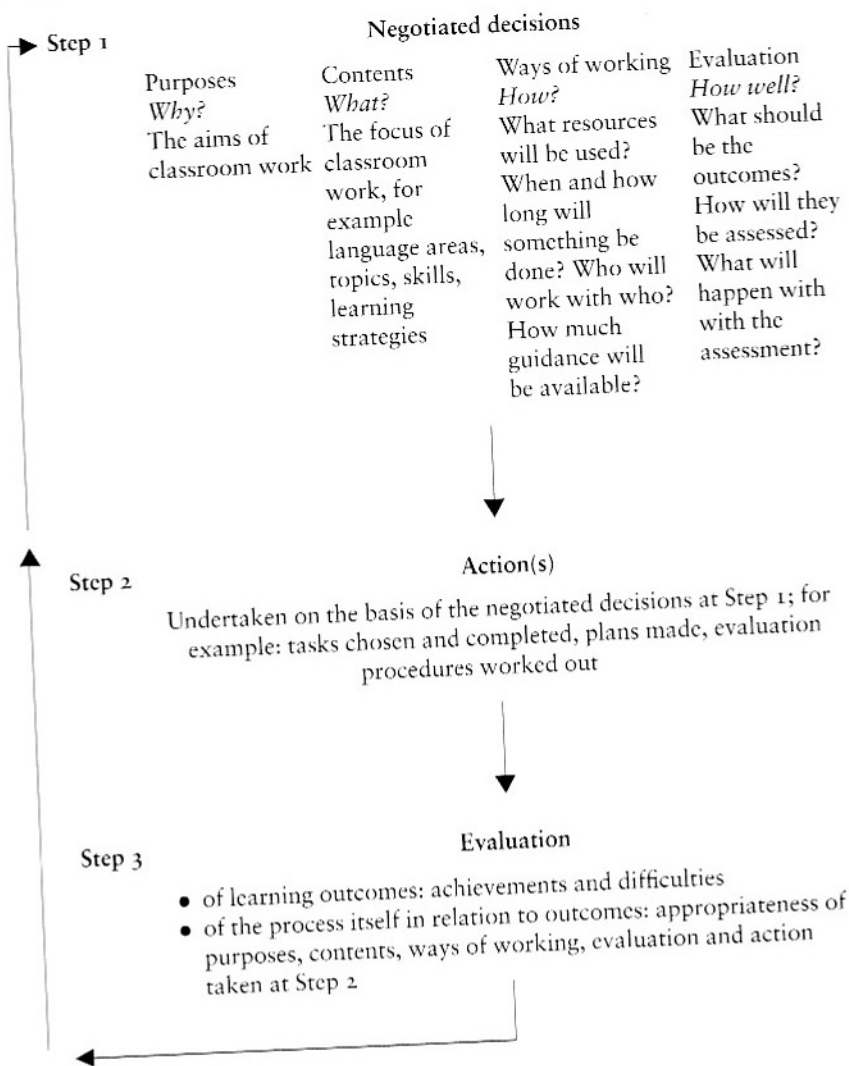 Step 1
Negotiated decisions
Purposes
Why?
The aims of
classroom work
Contents
What?
The focus of
classroom
work, for
example
language areas,
topics, skills,
learning
strategies
Ways of working
How?
What resources
will be used?
When and how
long will
something be
done? Who will
work with who?
How much
guidance will
be available?
Evaluation
How well?
What should
be the
outcomes?
How will they
be assessed?
What will
happen with
with the
assessment?
Step 2
Action(s)
Undertaken on the basis of the negotiated decisions at Step 1; for
example: tasks chosen and completed, plans made, evaluation
procedures worked out
Step 3
Evaluation
• of learning outcomes: achievements and difficulties
• of the process itself in relation to outcomes: appropriateness of
purposes, contents, ways of working, evaluation and action
taken at Step 2